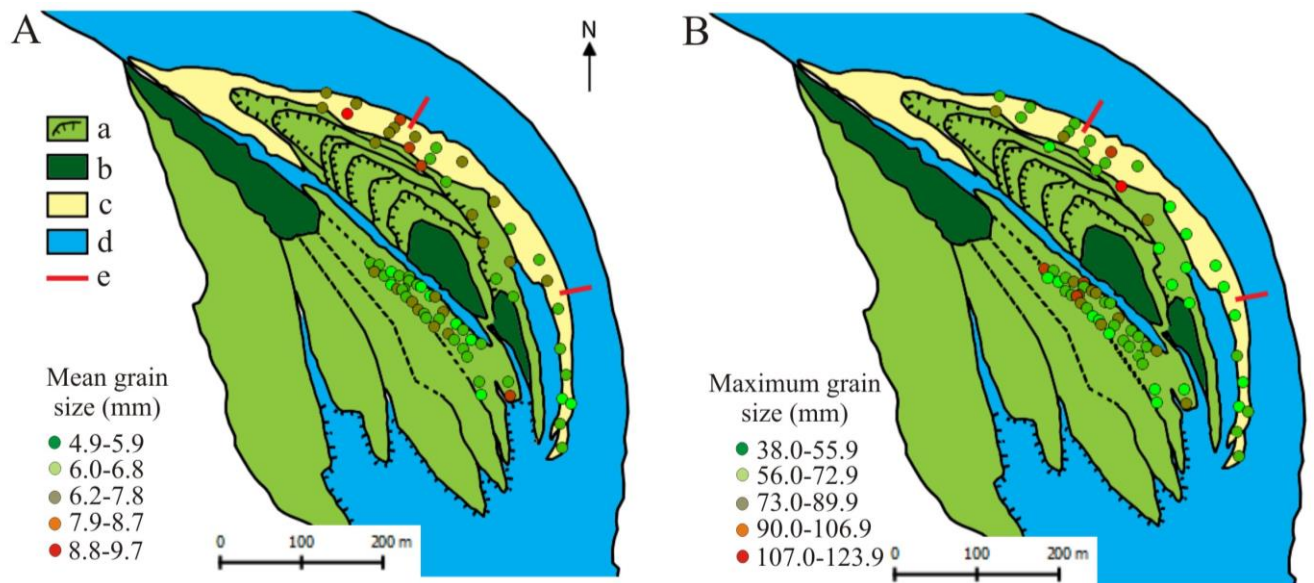 A
N
a
b
c
d
e
Mean grain
size (mm)
4.9-5.9
6.0-6.8
6.2-7.8
7.9-8.7
8.8-9.7
0 100 200 m
B
Maximum grain
size (mm)
38.0-55.9
56.0-72.9
73.0-89.9
90.0-106.9
107.0-123.9
0 100 200 m